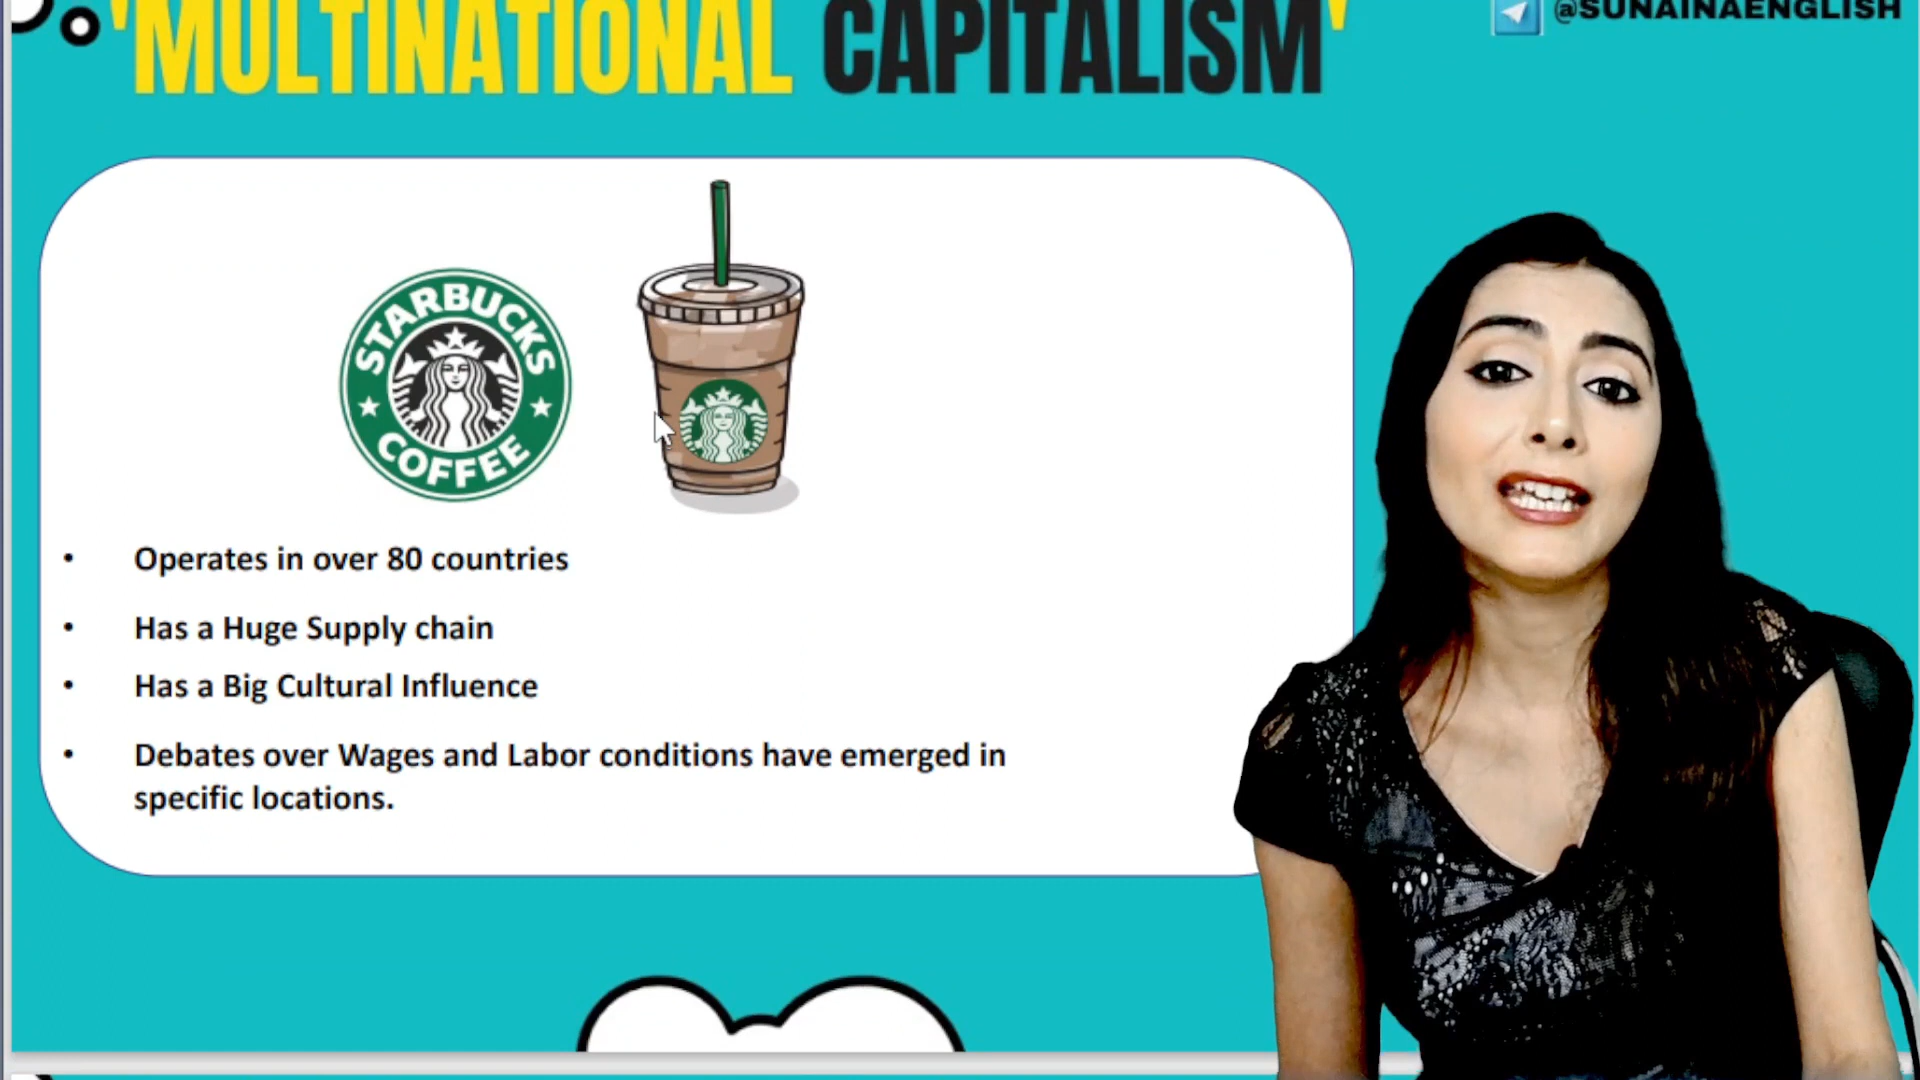 'MULTINATIONAL CAPITALISM'
@SUNAINAENGLISH
STARBUCKS
COFFEE
• Operates in over 80 countries
• Has a Huge Supply chain
• Has a Big Cultural Influence
• Debates over Wages and Labor conditions have emerged in
specific locations.